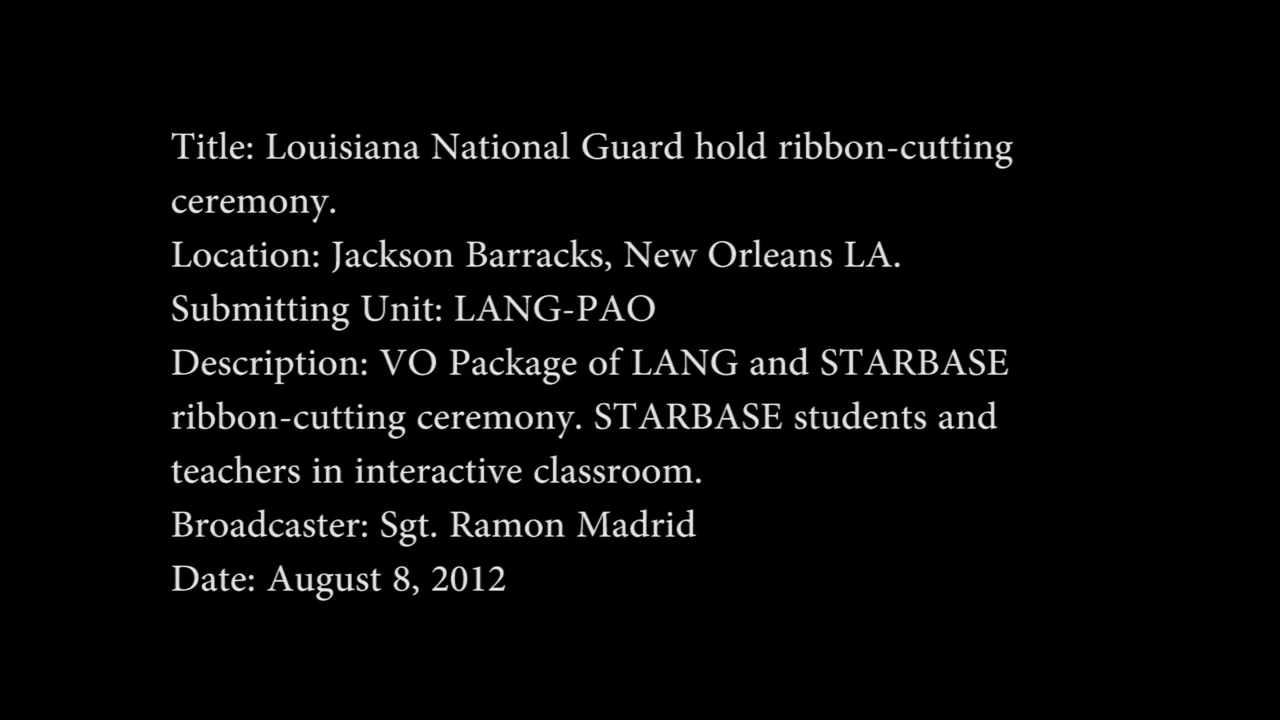 Title: Louisiana National Guard hold ribbon-cutting
ceremony.
Location: Jackson Barracks, New Orleans LA.
Submitting Unit: LANG-PAO
Description: VO Package of LANG and STARBASE
ribbon-cutting ceremony. STARBASE students and
teachers in interactive classroom.
Broadcaster: Sgt. Ramon Madrid
Date: August 8, 2012